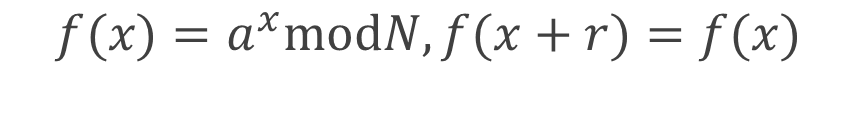 f(x) = a^x modN, f(x + r) = f(x)